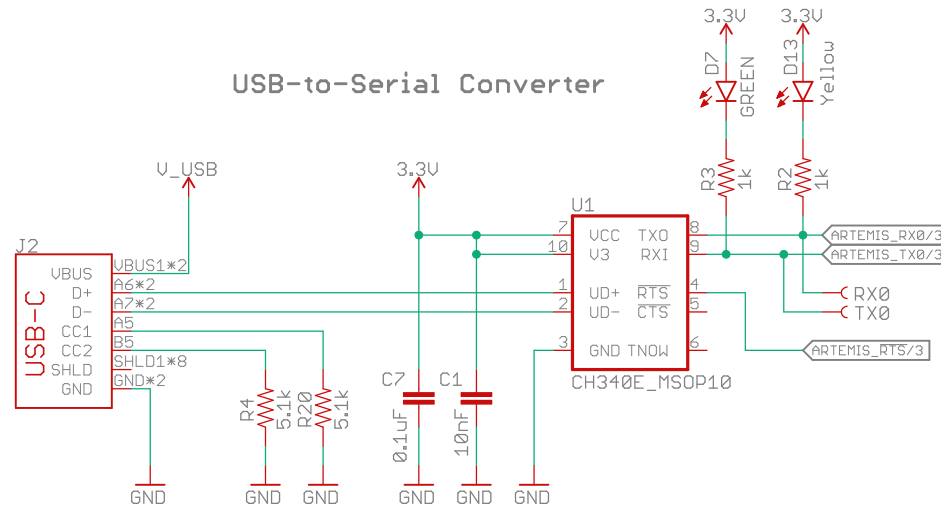 3.3V
3.3V
D7
GREEN
D13
Yellow
USB-to-Serial Converter
V_USB
3.3V
R3
1k
R2
1k
U1
7
VCC
TXO
8
ARTEMIS_RX0/3
10
V3
RXI
9
ARTEMIS_TX0/3
J2
USB-C
VBUS
VBUS1*2
D+
A6*2
1
UD+
RTS
4
RX0
D-
A7*2
2
UD-
CTS
5
TX0
CC1
A5
CC2
B5
3
GND
TNOW
6
ARTEMIS_RTS/3
SHLD
SHLD1*8
GND
GND*2
CH340E_MSOP10
R4
5.1k
R20
5.1k
C7
0.1uF
C1
10nF
GND
GND
GND
GND
GND
GND